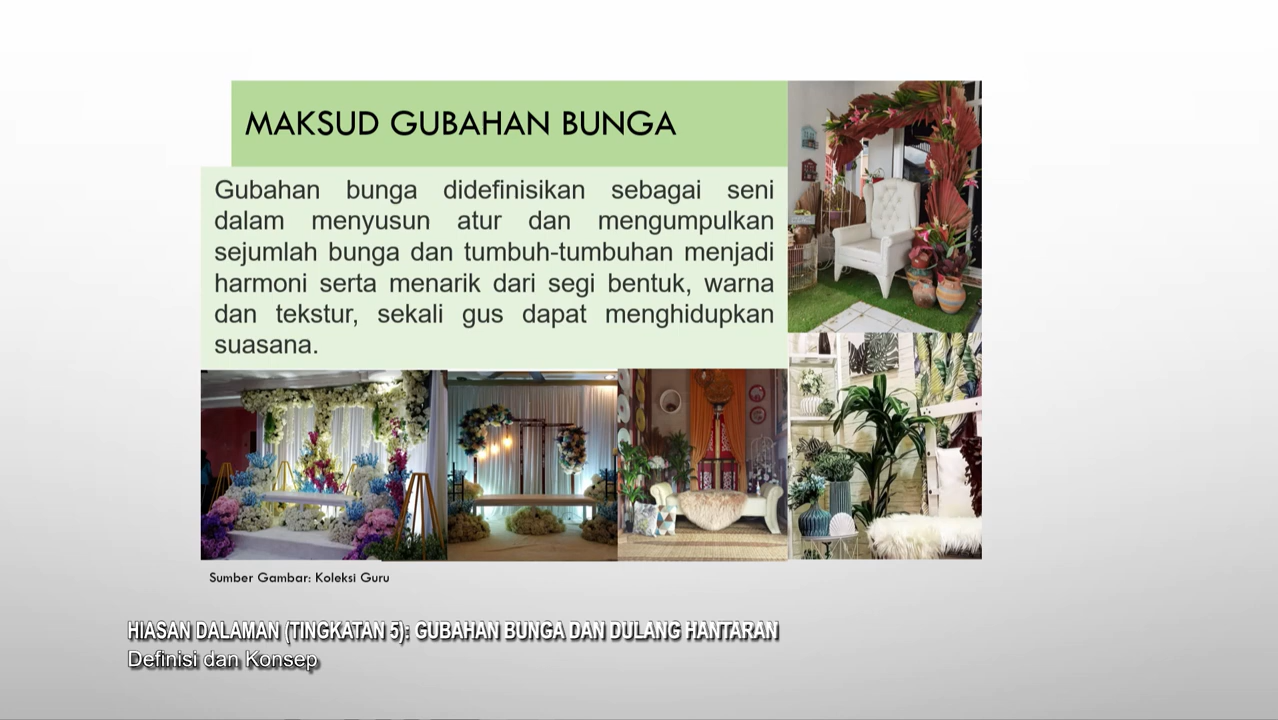 MAKSUD GUBAHAN BUNGA
Gubahan bunga didefinisikan sebagai seni
dalam menyusun atur dan mengumpulkan
sejumlah bunga dan tumbuh-tumbuhan menjadi
harmoni serta menarik dari segi bentuk, warna
dan tekstur, sekali gus dapat menghidupkan
suasana.
Sumber Gambar: Koleksi Guru
HIASAN DALAMAN (TINGKATAN 5): GUBAHAN BUNGA DAN DULANG HANTARAN
Definisi dan Konsep